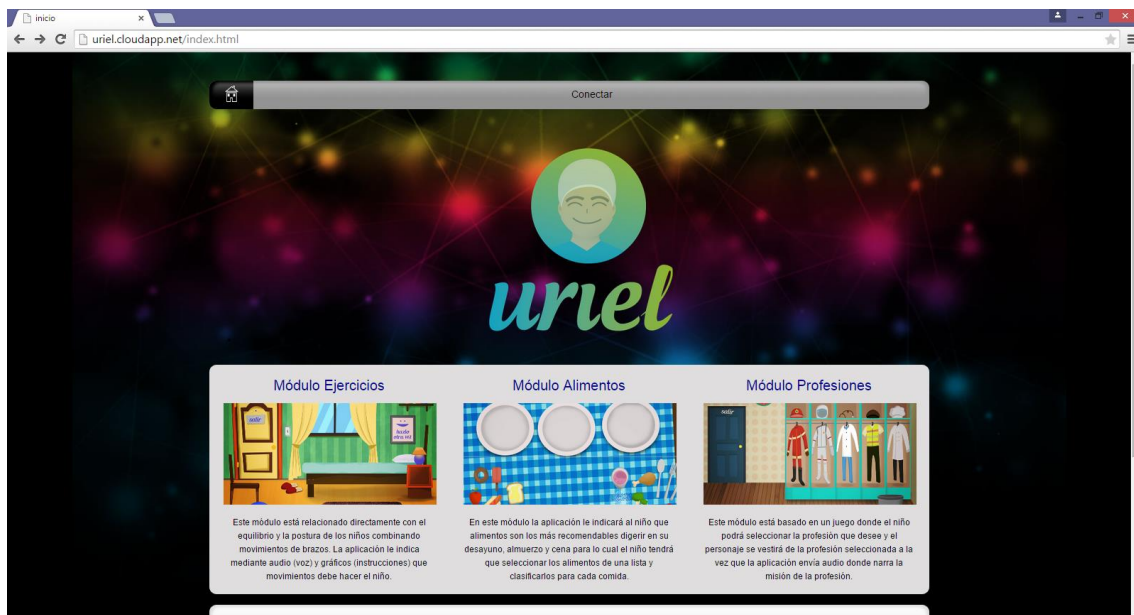 inicio
uriel.cloudapp.net/index.html
Conectar
uriel
Módulo Ejercicios
Módulo Alimentos
Módulo Profesiones
Este módulo está relacionado directamente con el
equilibrio y la postura de los niños combinando
movimientos de brazos. La aplicación le indica
mediante audio (voz) y gráficos (instrucciones) que
movimientos debe hacer el niño.
En este módulo la aplicación le indicará al niño que
alimentos son los más recomendables digerir en su
desayuno, almuerzo y cena para lo cual el niño tendrá
que seleccionar los alimentos de una lista y
clasificarlos para cada comida.
Este módulo está basado en un juego donde el niño
podrá seleccionar la profesión que desee y el
personaje se vestirá de la profesión seleccionada a la
vez que la aplicación envía audio donde narra la
misión de la profesión.